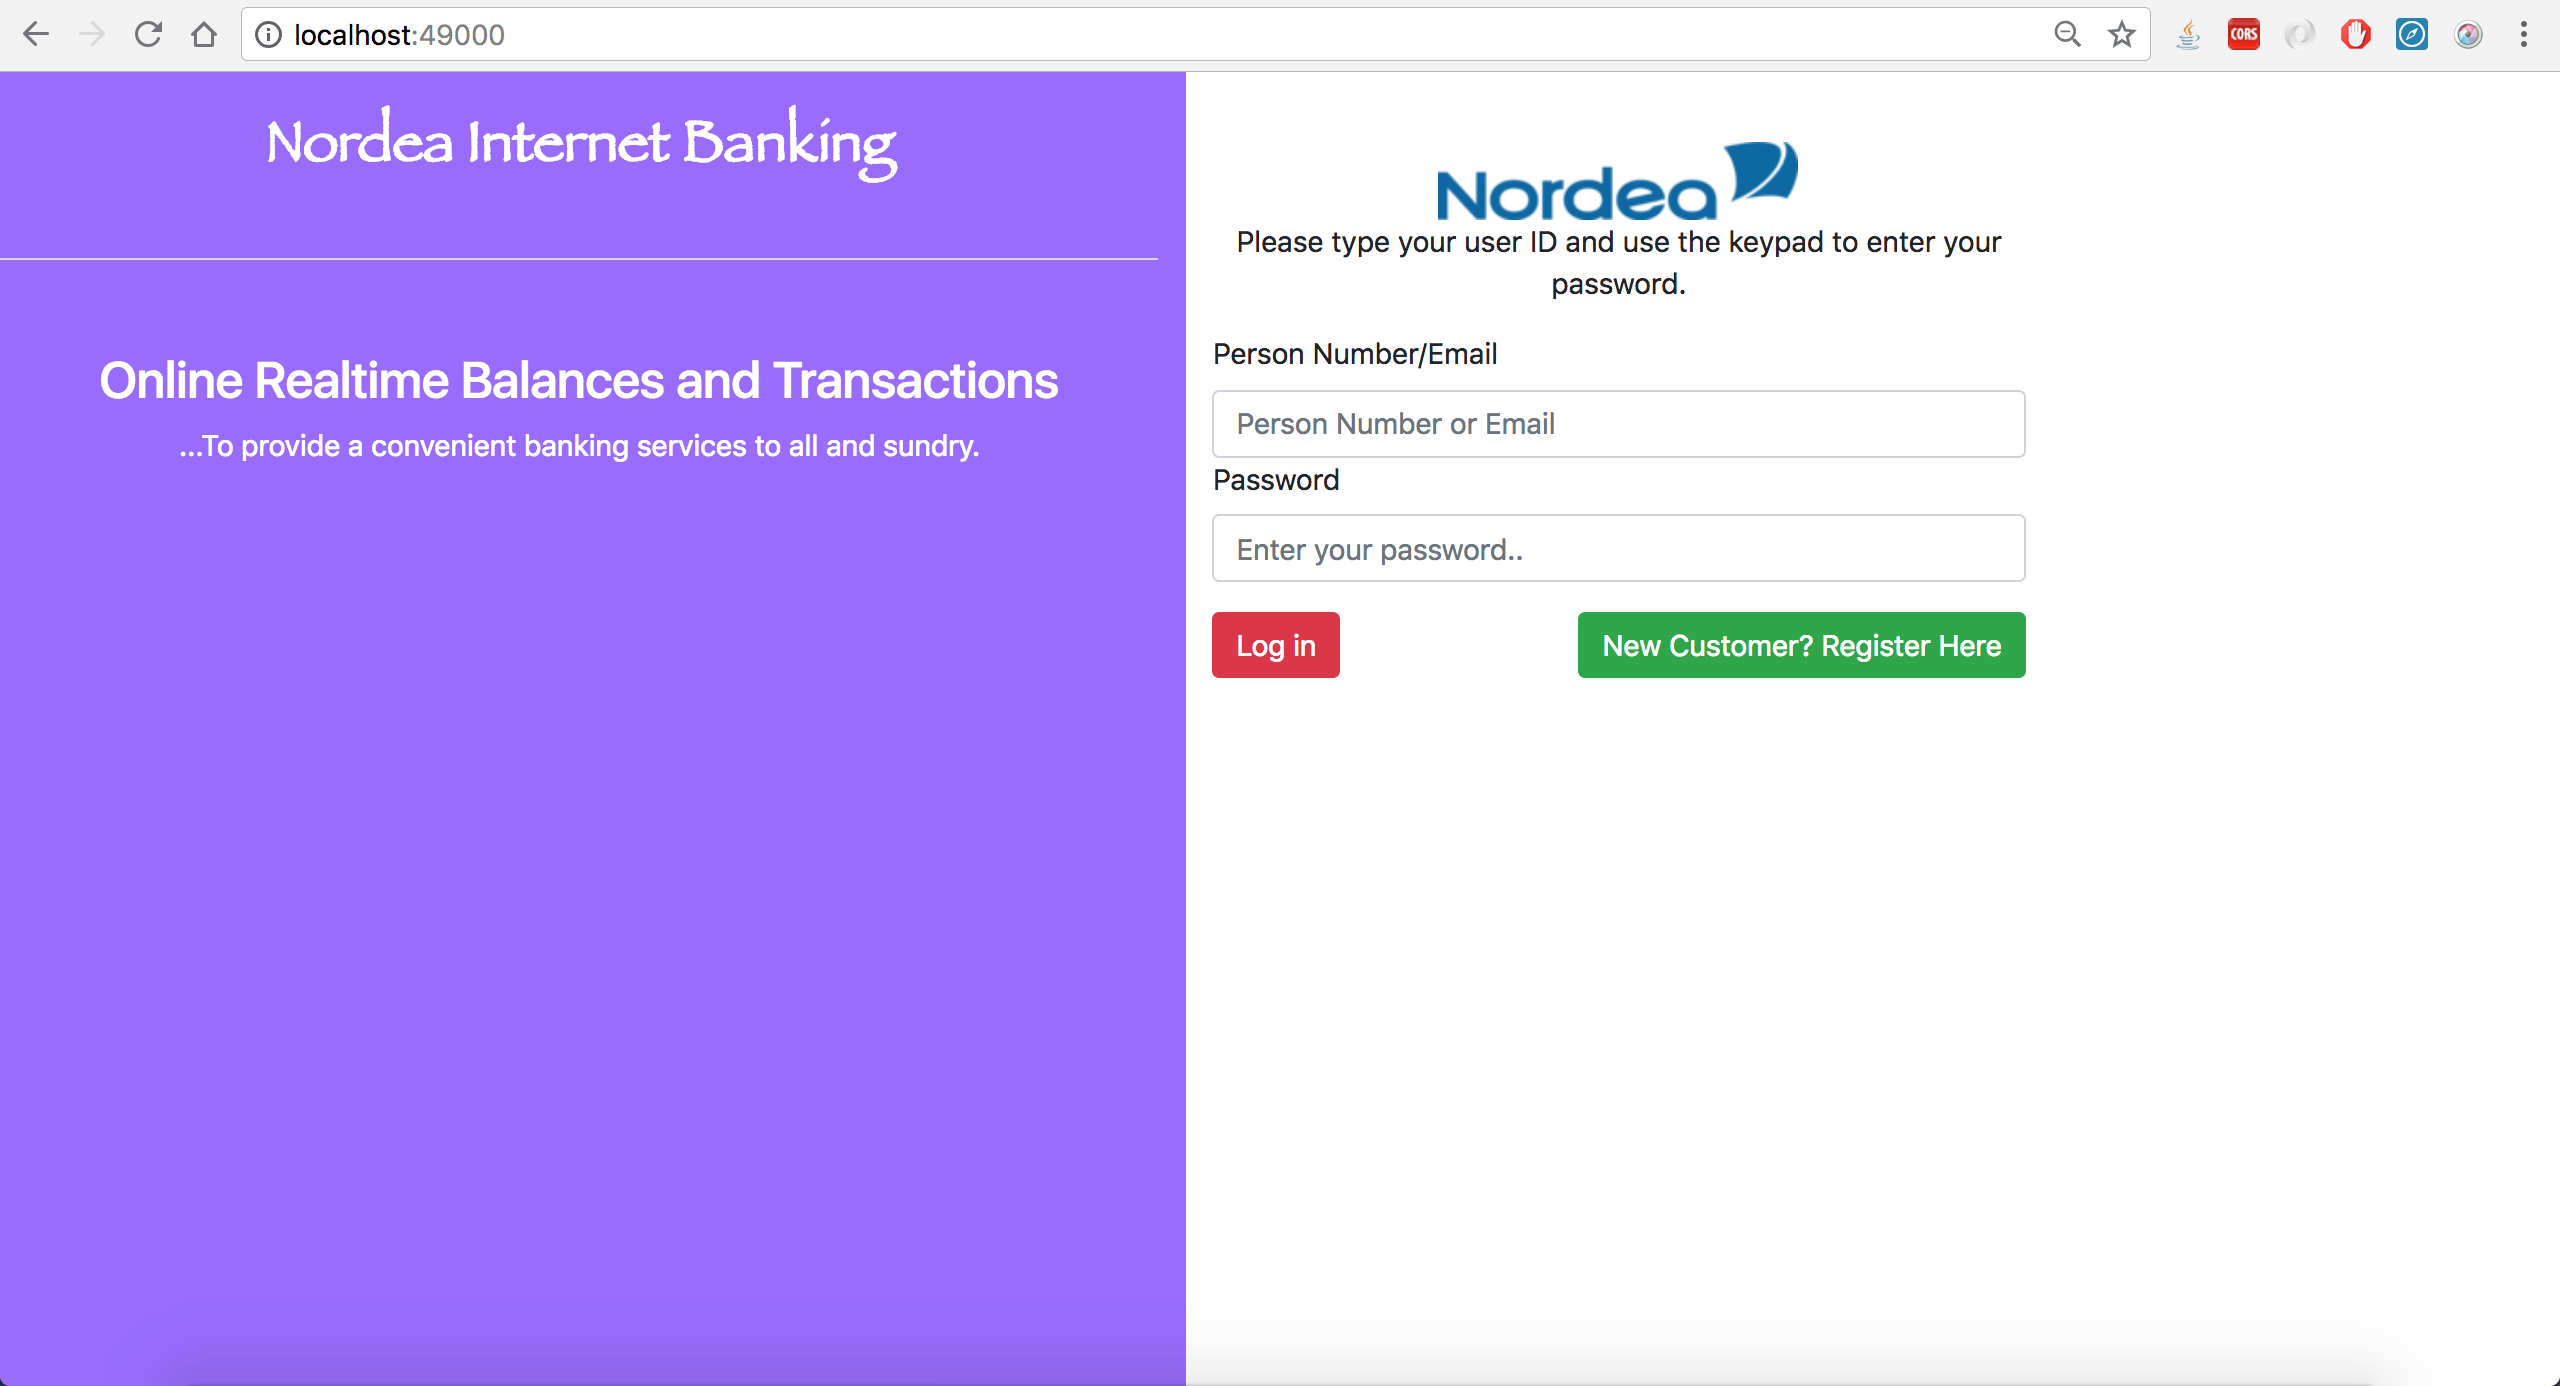 localhost:49000
CORS
Nordea Internet Banking
Online Realtime Balances and Transactions
...To provide a convenient banking services to all and sundry.
Nordea
Please type your user ID and use the keypad to enter your
password.
Person Number/Email
Person Number or Email
Password
Enter your password..
Log in
New Customer? Register Here